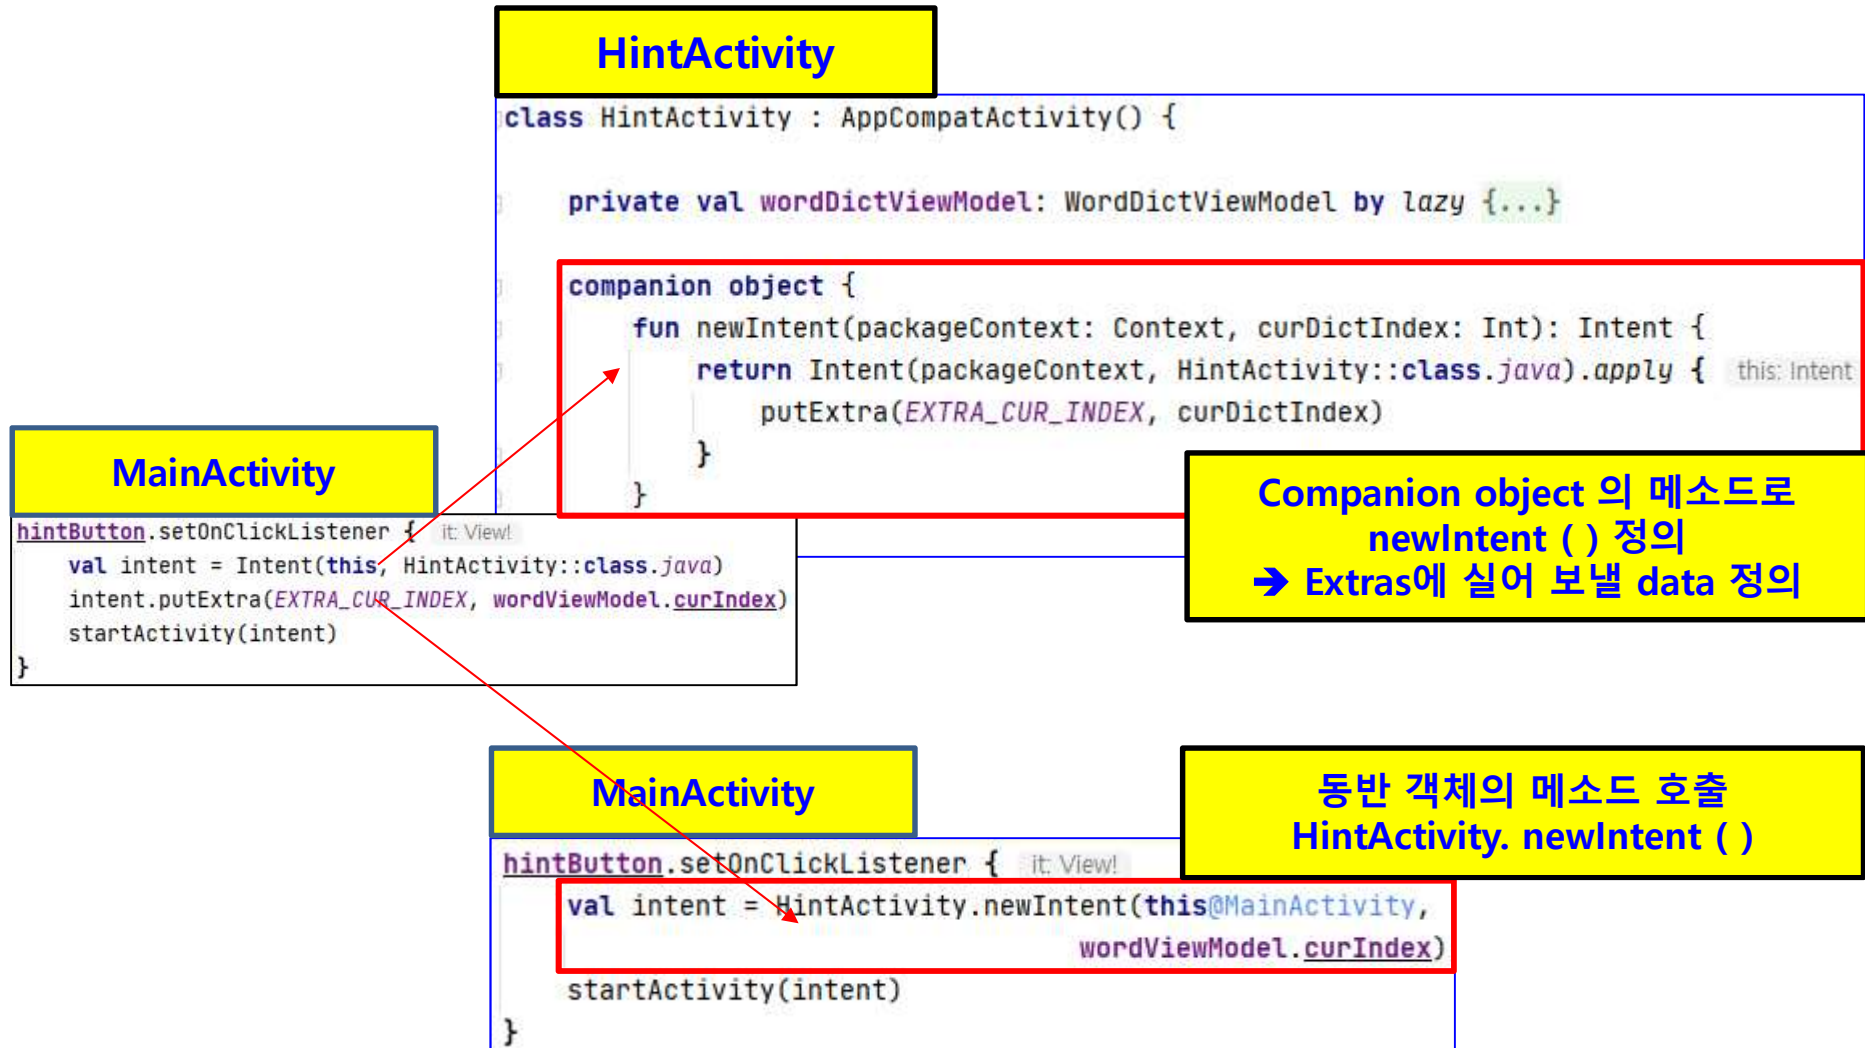 HintActivity
class HintActivity : AppCompatActivity() {
private val wordDictViewModel: WordDictViewModel by lazy {...}
companion object {
fun newIntent(packageContext: Context, curDictIndex: Int): Intent {
return Intent(packageContext, HintActivity::class.java).apply { this: Intent
putExtra(EXTRA_CUR_INDEX, curDictIndex)
}
}
Companion object 의 메소드로
newIntent ( ) 정의
➔ Extras에 실어 보낼 data 정의
MainActivity
hintButton.setOnClickListener { it: View!
val intent = Intent(this, HintActivity::class.java)
intent.putExtra(EXTRA_CUR_INDEX, wordViewModel.curIndex)
startActivity(intent)
}
MainActivity
동반 객체의 메소드 호출
HintActivity. newIntent ( )
hintButton.setOnClickListener { it: View!
val intent = HintActivity.newIntent(this@MainActivity,
wordViewModel.curIndex)
startActivity(intent)
}